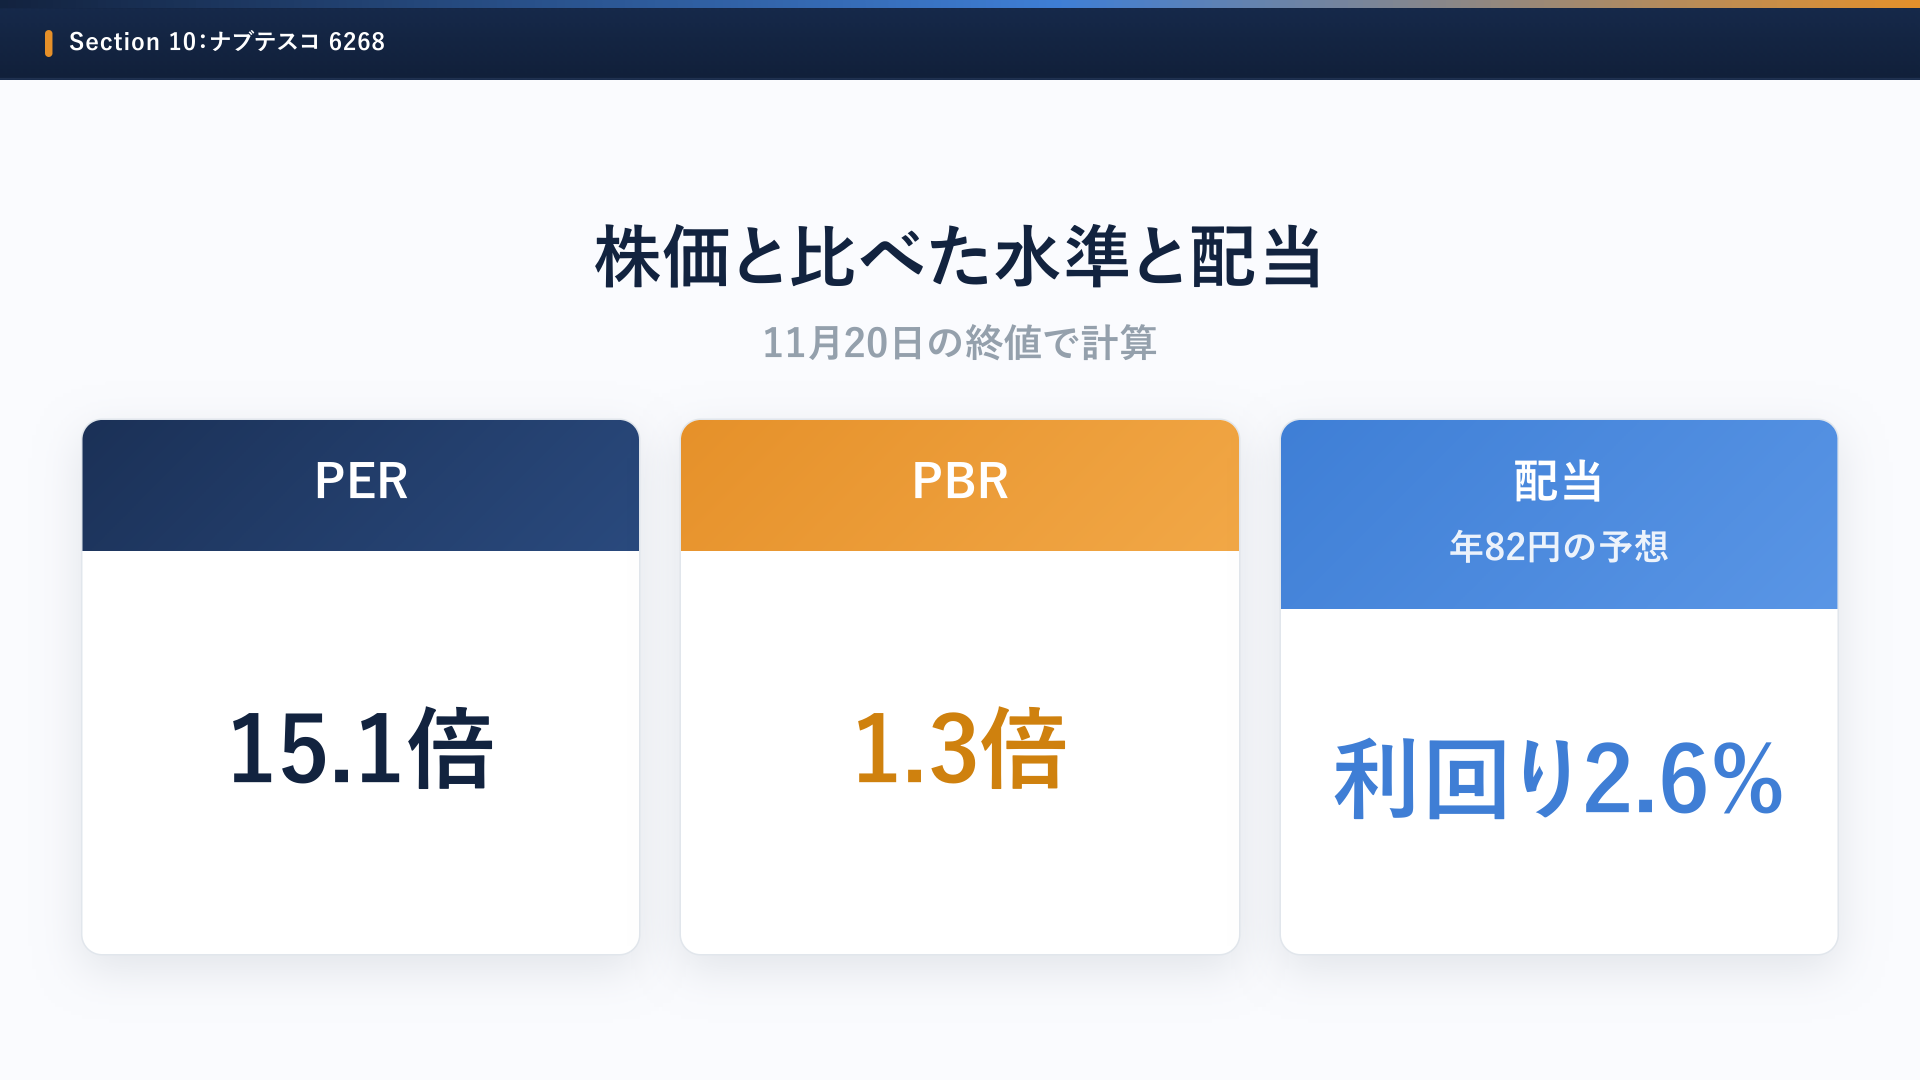 Section 10：ナブテスコ 6268
株価と比べた水準と配当
11月20日の終値で計算
PER
15.1倍
PBR
1.3倍
配当
年82円の予想
利回り2.6%